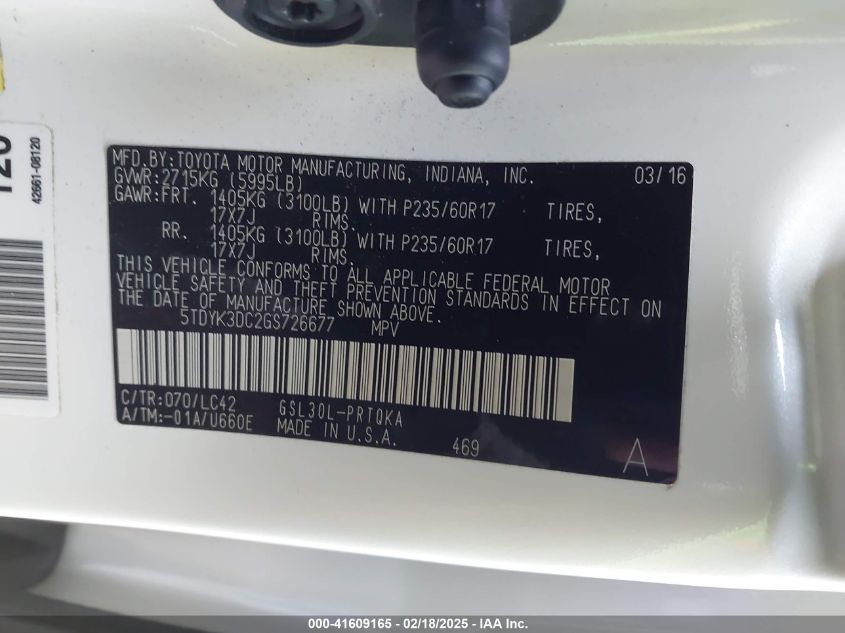 42661-08120
MFD.BY:TOYOTA MOTOR MANUFACTURING, INDIANA, INC. 03/16
GVWR:2715KG (5995LB)
GAWR:FRT. 1405KG (3100LB) WITH P235/60R17 TIRES,
17X7J RIMS.
RR. 1405KG (3100LB) WITH P235/60R17 TIRES,
17X7J RIMS.
THIS VEHICLE CONFORMS TO ALL APPLICABLE FEDERAL MOTOR
VEHICLE SAFETY AND THEFT PREVENTION STANDARDS IN EFFECT ON
THE DATE OF MANUFACTURE SHOWN ABOVE.
5TDYK3DC2GS726677 MPV
C/TR:070/LC42 GSL30L-PRTQKA
A/TM:-01A/U660E MADE IN U.S.A. 469
A
000-41609165 - 02/18/2025 - IAA Inc.